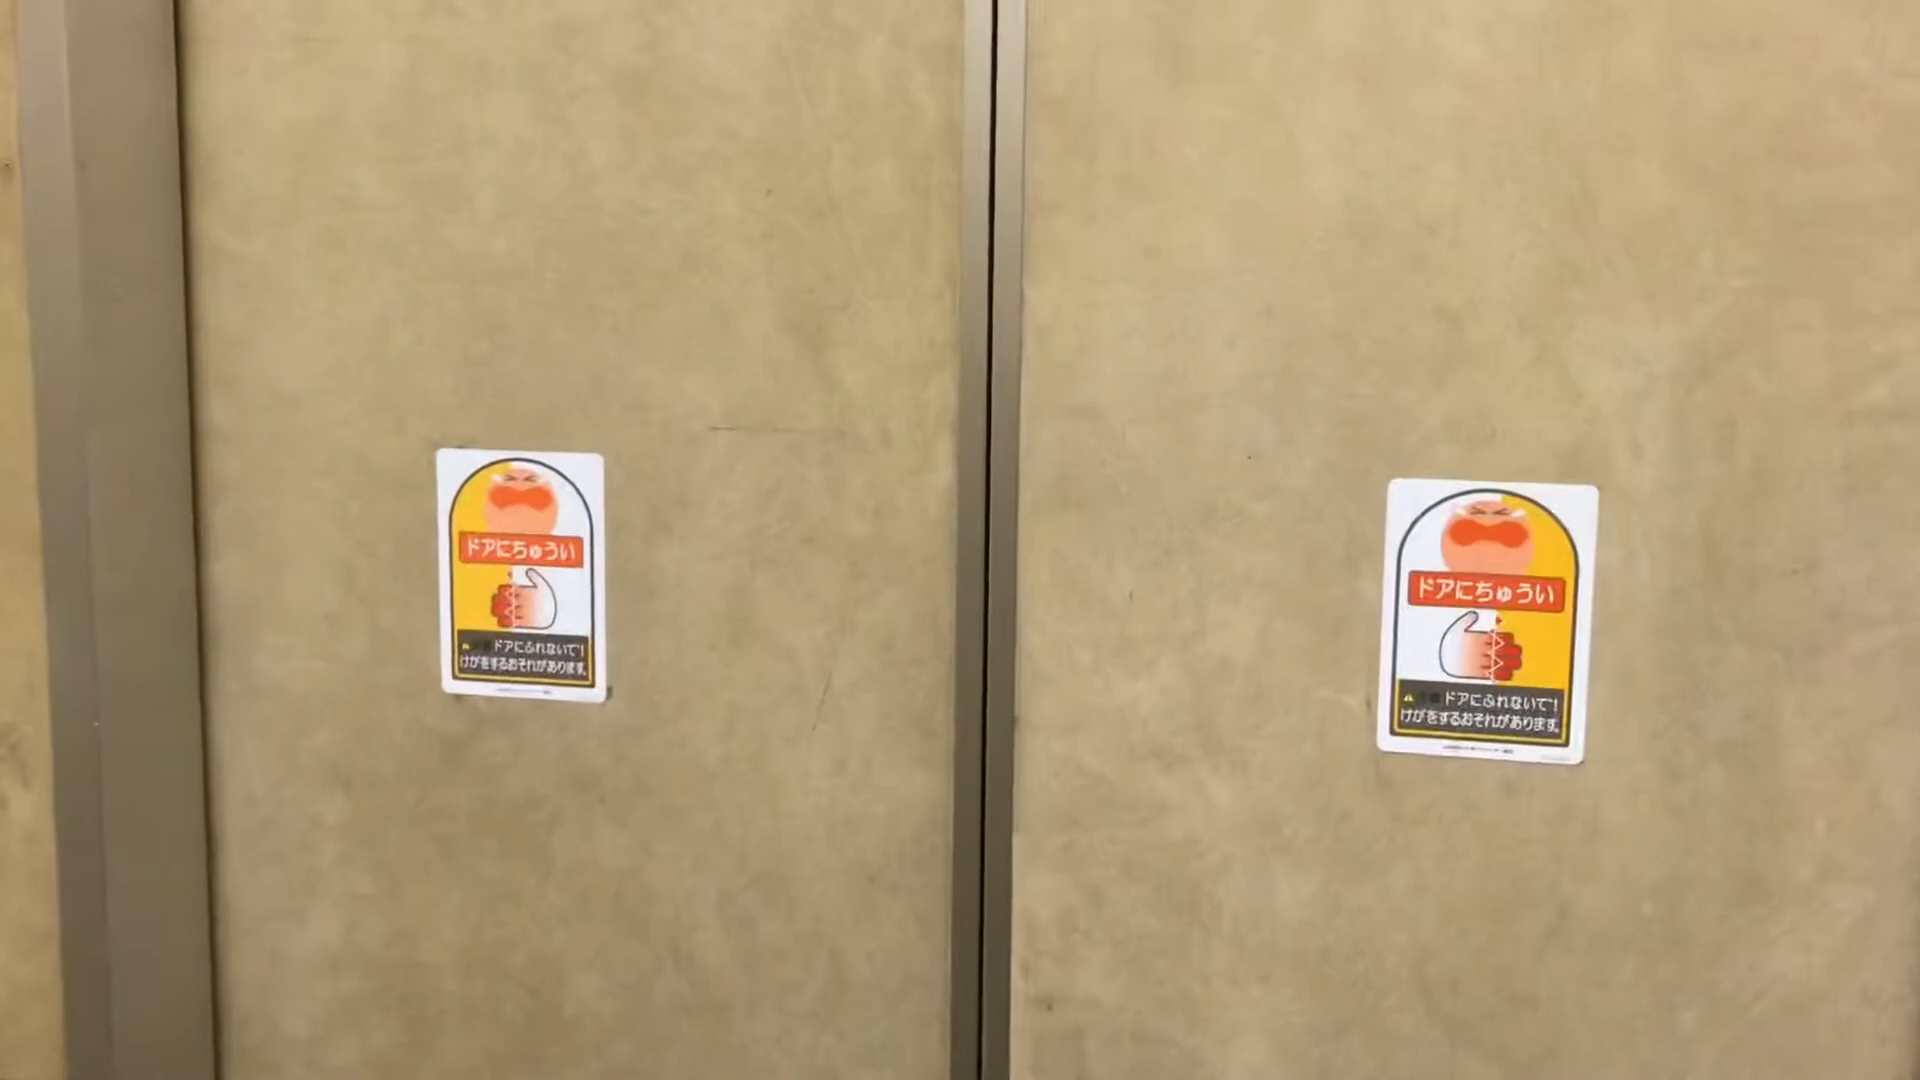 ドアにちゅうい
ドアにふれないで!
けがをするおそれがあります。
ドアにちゅうい
ドアにふれないで!
けがをするおそれがあります。